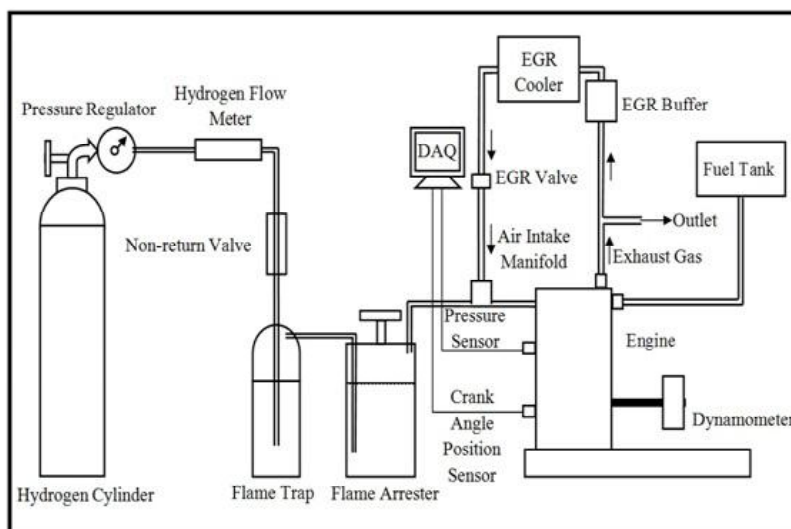 EGR
Cooler
EGR Buffer
Hydrogen Flow
Meter
Pressure Regulator
DAQ
EGR Valve
Fuel Tank
Outlet
Non-return Valve
Air Intake
Manifold
Exhaust Gas
Pressure
Sensor
Engine
Crank
Angle
Position
Sensor
Dynamometer
Hydrogen Cylinder
Flame Trap
Flame Arrester